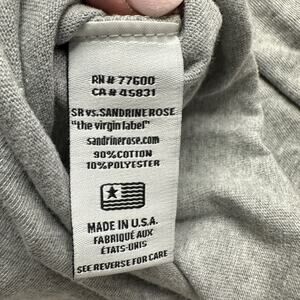 RN # 77600
CA # 45831
SR vs. SANDRINE ROSE
"the virgin label"
sandrinerose.com
90%COTTON
10%POLYESTER
MADE IN U.S.A.
FABRIQUÉ AUX
ÉTATS-UNIS
SEE REVERSE FOR CARE